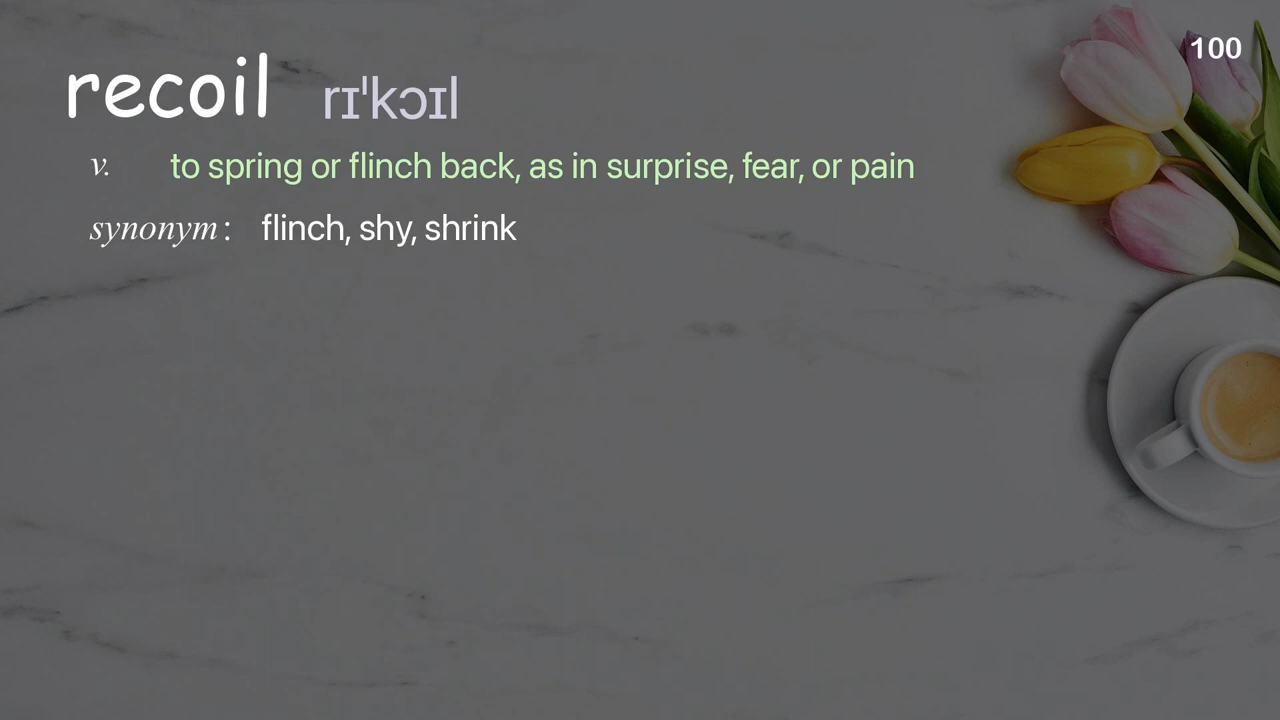 100
recoil rɪˈkɔɪl
v. to spring or flinch back, as in surprise, fear, or pain
synonym: flinch, shy, shrink